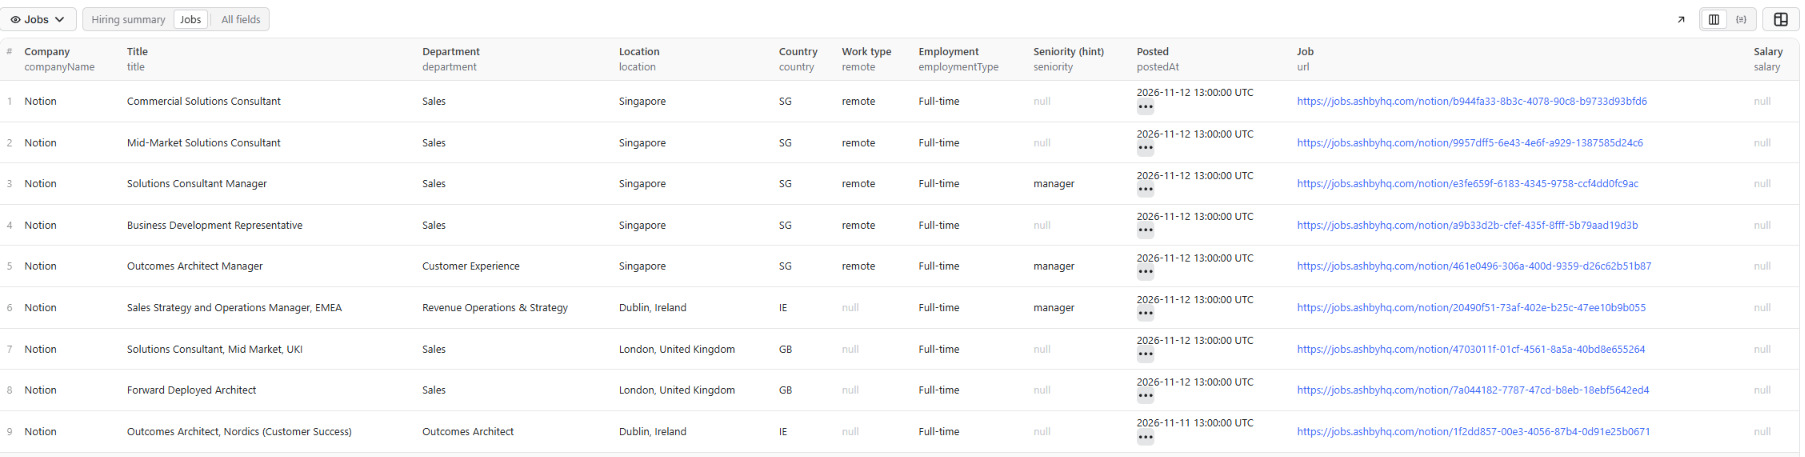 Jobs Hiring summary Jobs All fields
# Company Title Department Location Country Work type Employment Seniority (hint) Posted Job Salary
companyName title department location country remote employmentType seniority postedAt url salary
1 Notion Commercial Solutions Consultant Sales Singapore SG remote Full-time null 2026-11-12 13:00:00 UTC ••• https://jobs.ashbyhq.com/notion/b944fa33-8b3c-4078-90c8-b9733d93bfd6 null
2 Notion Mid-Market Solutions Consultant Sales Singapore SG remote Full-time null 2026-11-12 13:00:00 UTC ••• https://jobs.ashbyhq.com/notion/9957dff5-6e43-4e6f-a929-1387585d24c6 null
3 Notion Solutions Consultant Manager Sales Singapore SG remote Full-time manager 2026-11-12 13:00:00 UTC ••• https://jobs.ashbyhq.com/notion/e3fe659f-6183-4345-9758-ccf4dd0fc9ac null
4 Notion Business Development Representative Sales Singapore SG remote Full-time null 2026-11-12 13:00:00 UTC ••• https://jobs.ashbyhq.com/notion/a9b33d2b-cfef-435f-8fff-5b79aad19d3b null
5 Notion Outcomes Architect Manager Customer Experience Singapore SG remote Full-time manager 2026-11-12 13:00:00 UTC ••• https://jobs.ashbyhq.com/notion/461e0496-306a-400d-9359-d26c62b51b87 null
6 Notion Sales Strategy and Operations Manager, EMEA Revenue Operations & Strategy Dublin, Ireland IE null Full-time manager 2026-11-12 13:00:00 UTC ••• https://jobs.ashbyhq.com/notion/20490f51-73af-402e-b25c-47ee10b9b055 null
7 Notion Solutions Consultant, Mid Market, UKI Sales London, United Kingdom GB null Full-time null 2026-11-12 13:00:00 UTC ••• https://jobs.ashbyhq.com/notion/4703011f-01cf-4561-8a5a-40bd8e655264 null
8 Notion Forward Deployed Architect Sales London, United Kingdom GB null Full-time null 2026-11-12 13:00:00 UTC ••• https://jobs.ashbyhq.com/notion/7a044182-7787-47cd-b8eb-18ebf5642ed4 null
9 Notion Outcomes Architect, Nordics (Customer Success) Outcomes Architect Dublin, Ireland IE null Full-time null 2026-11-11 13:00:00 UTC ••• https://jobs.ashbyhq.com/notion/1f2dd857-00e3-4056-87b4-0d91e25b0671 null